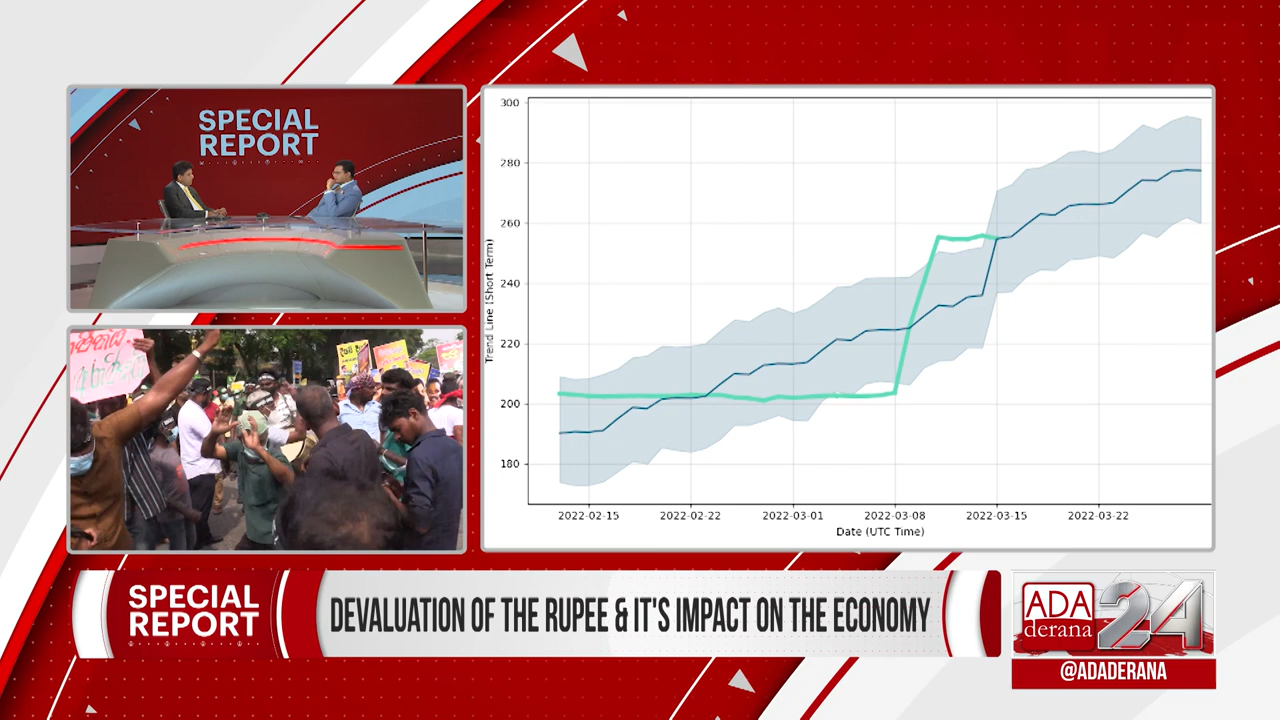 SPECIAL
REPORT
300
280
260
240
220
200
180
Trend Line (Short Term)
2022-02-15
2022-02-22
2022-03-01
2022-03-08
2022-03-15
2022-03-22
Date (UTC Time)
SPECIAL
REPORT
DEVALUATION OF THE RUPEE & IT'S IMPACT ON THE ECONOMY
ADA
derana
24
@ADADERANA